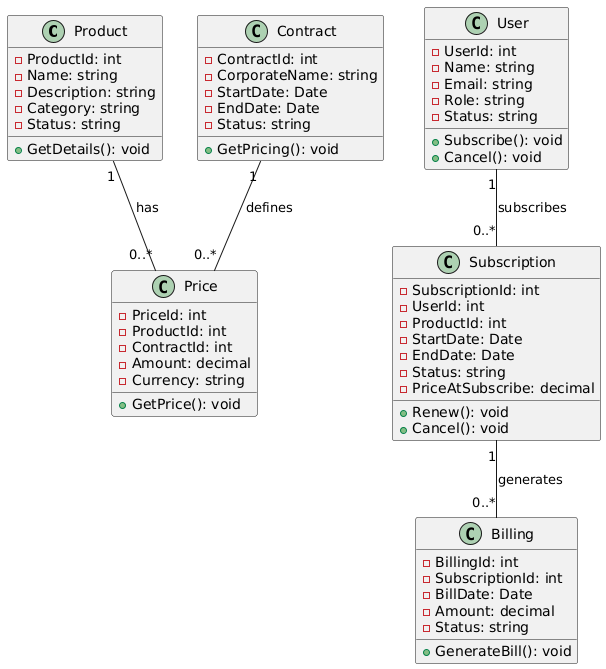 C Product
ProductId: int
Name: string
Description: string
Category: string
Status: string
GetDetails(): void
C Contract
ContractId: int
CorporateName: string
StartDate: Date
EndDate: Date
Status: string
GetPricing(): void
C User
UserId: int
Name: string
Email: string
Role: string
Status: string
Subscribe(): void
Cancel(): void
1
has
0..*
1
defines
0..*
1
subscribes
0..*
C Price
PriceId: int
ProductId: int
ContractId: int
Amount: decimal
Currency: string
GetPrice(): void
C Subscription
SubscriptionId: int
UserId: int
ProductId: int
StartDate: Date
EndDate: Date
Status: string
PriceAtSubscribe: decimal
Renew(): void
Cancel(): void
1
generates
0..*
C Billing
BillingId: int
SubscriptionId: int
BillDate: Date
Amount: decimal
Status: string
GenerateBill(): void